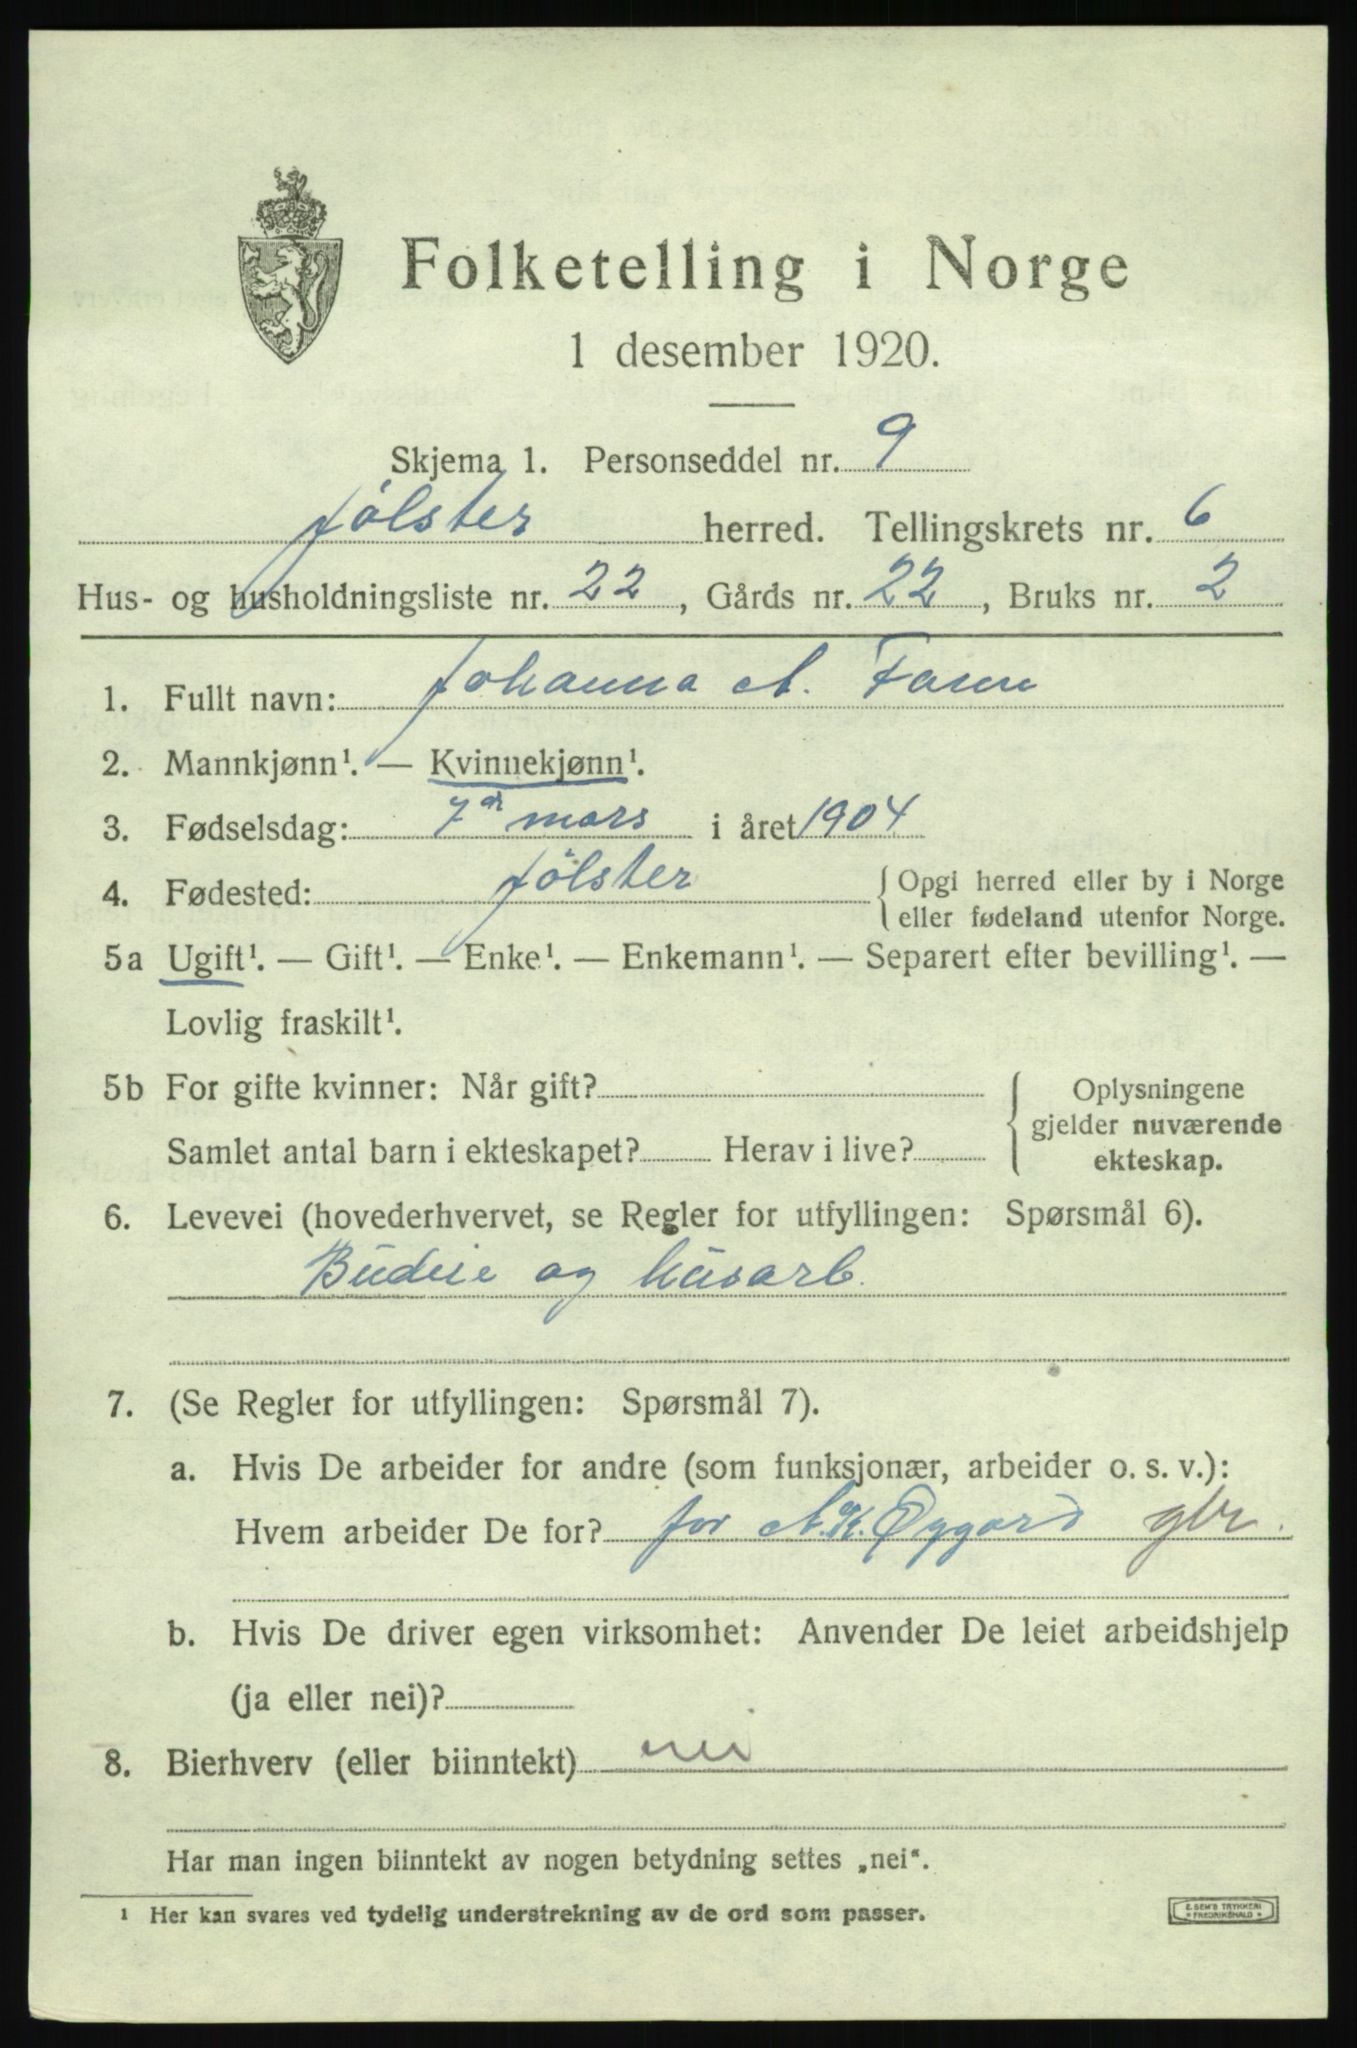 Folketelling i Norge
1 desember 1920.
Skjema 1. Personseddel nr. 9
Jölster herred. Tellingskrets nr. 6
Hus- og husholdningsliste nr. 22, Gårds nr. 22, Bruks nr. 2
1. Fullt navn: Johanna A.
2. Mannkjønn¹. — Kvinnekjønn¹.
3. Fødselsdag: 7de mars i året 1904
4. Fødested: Jölster { Opgi herred eller by i Norge
eller fødeland utenfor Norge.
5a Ugift¹. — Gift¹. — Enke¹. — Enkemann¹. — Separert efter bevilling¹. —
Lovlig fraskilt¹.
5b For gifte kvinner: Når gift? { Oplysningene
gjelder nuværende
Samlet antal barn i ekteskapet? Herav i live?
ekteskap.
6. Levevei (hovederhvervet, se Regler for utfyllingen: Spørsmål 6).
Budeie og husarb.
7. (Se Regler for utfyllingen: Spørsmål 7).
a. Hvis De arbeider for andre (som funksjonær, arbeider o. s. v.):
Hvem arbeider De for? for A. K. Øygard gbr.
b. Hvis De driver egen virksomhet: Anvender De leiet arbeidshjelp
(ja eller nei)?
8. Bierhverv (eller biinntekt) nei
Har man ingen biinntekt av nogen betydning settes „nei“.
¹ Her kan svares ved tydelig understrekning av de ord som passer.
E. SEM'S TRYKKERI
* FREDRIKSHALD *